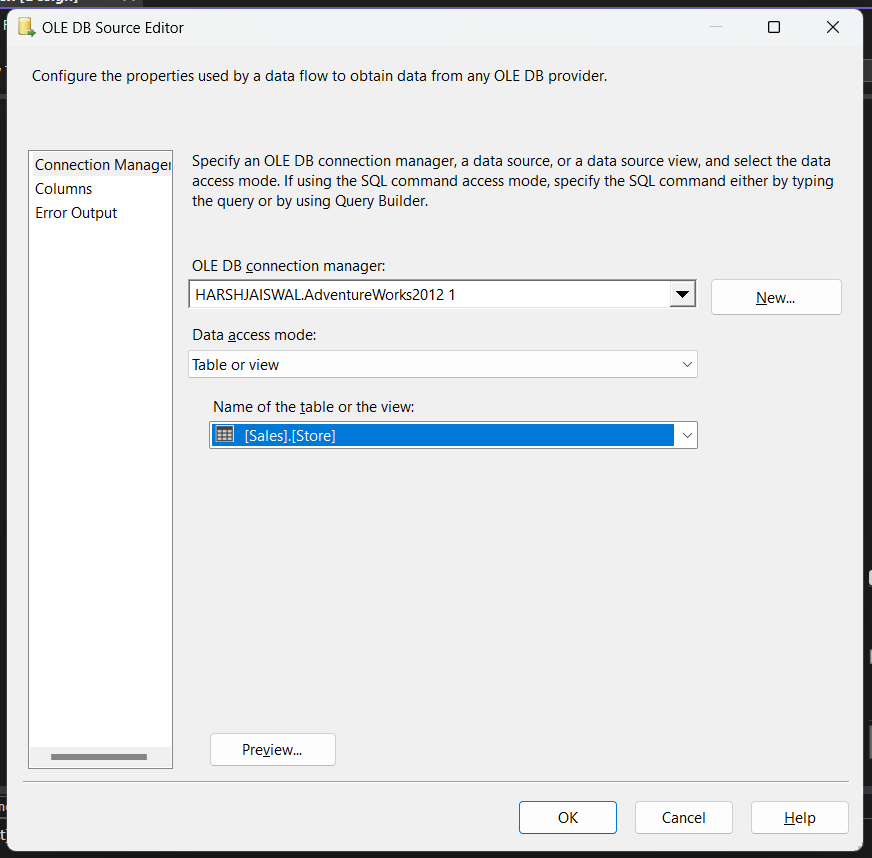 OLE DB Source Editor
Configure the properties used by a data flow to obtain data from any OLE DB provider.
Connection Manager
Columns
Error Output
Specify an OLE DB connection manager, a data source, or a data source view, and select the data
access mode. If using the SQL command access mode, specify the SQL command either by typing
the query or by using Query Builder.
OLE DB connection manager:
HARSHJAISWAL.AdventureWorks2012 1
New...
Data access mode:
Table or view
Name of the table or the view:
[Sales].[Store]
Preview...
OK
Cancel
Help